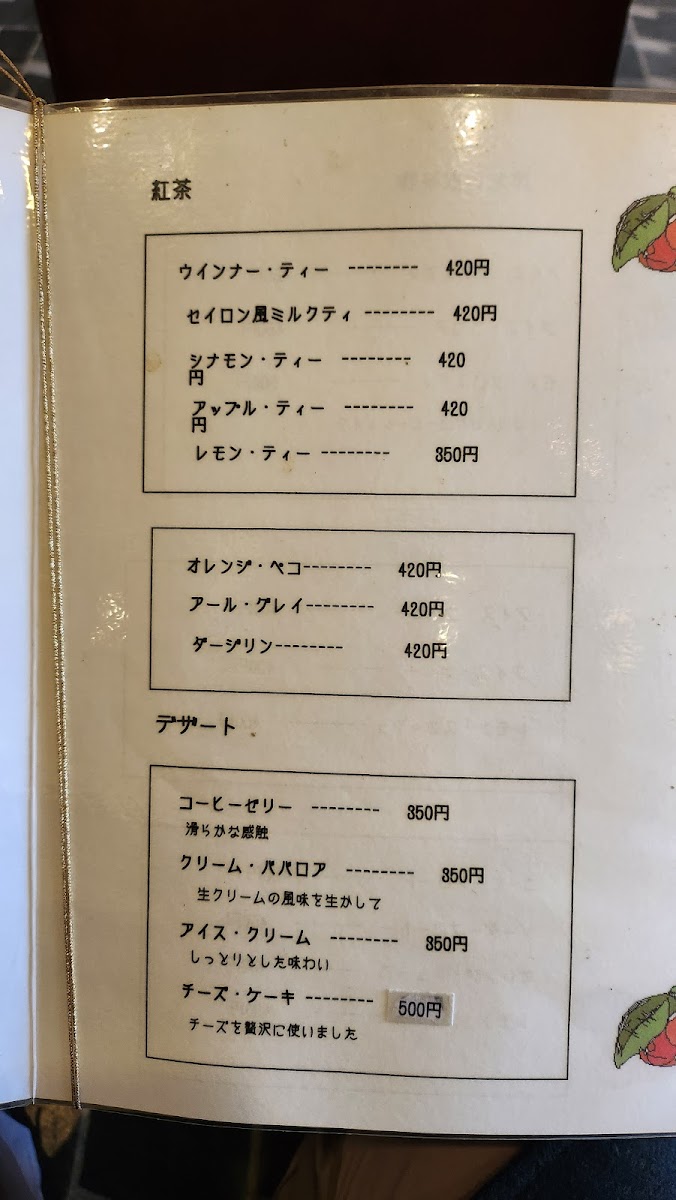 紅茶
ウインナー・ティー -------- 420円
セイロン風ミルクティ -------- 420円
シナモン・ティー -------- 420
円
アップル・ティー -------- 420
円
レモン・ティー -------- 350円
オレンジ・ペコ-------- 420円
アール・グレイ-------- 420円
ダージリン-------- 420円
デザート
コーヒーゼリー -------- 350円
滑らかな感触
クリーム・ババロア -------- 350円
生クリームの風味を生かして
アイス・クリーム -------- 350円
しっとりとした味わい
チーズ・ケーキ -------- 500円
チーズを贅沢に使いました